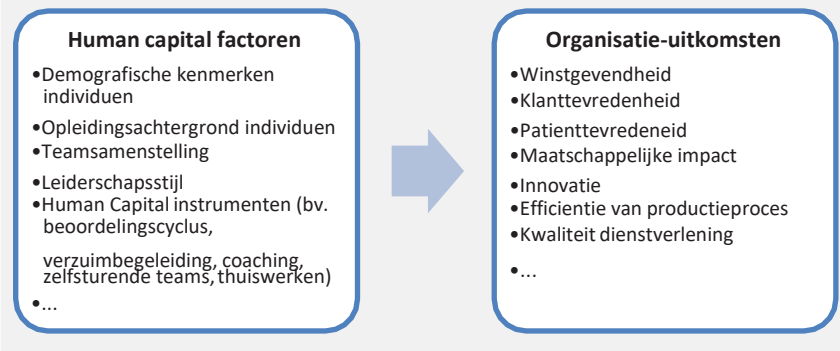 Human capital factoren
•Demografische kenmerken
individuen
•Opleidingsachtergrond individuen
•Teamsamenstelling
•Leiderschapsstijl
•Human Capital instrumenten (bv.
beoordelingscyclus,
verzuimbegeleiding, coaching,
zelfsturende teams, thuiswerken)
•...
Organisatie-uitkomsten
•Winstgevendheid
•Klanttevredenheid
•Patienttevredeneid
•Maatschappelijke impact
•Innovatie
•Efficientie van productieproces
•Kwaliteit dienstverlening
•...